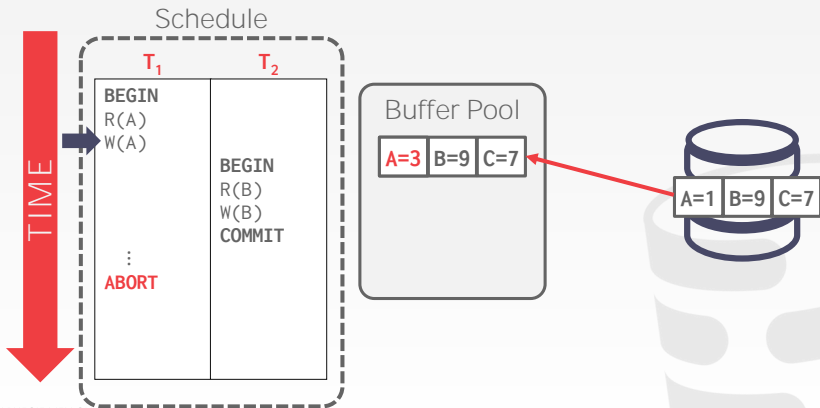 Schedule
TIME
T1
T2
BEGIN
R(A)
W(A)
BEGIN
R(B)
W(B)
COMMIT
⋮
ABORT
Buffer Pool
A=3 B=9 C=7
A=1 B=9 C=7